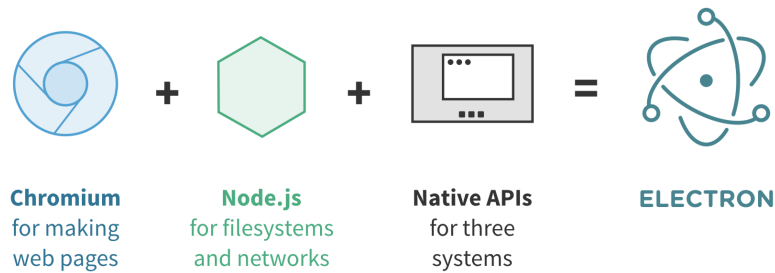 Chromium
for making
web pages
Node.js
for filesystems
and networks
Native APIs
for three
systems
ELECTRON